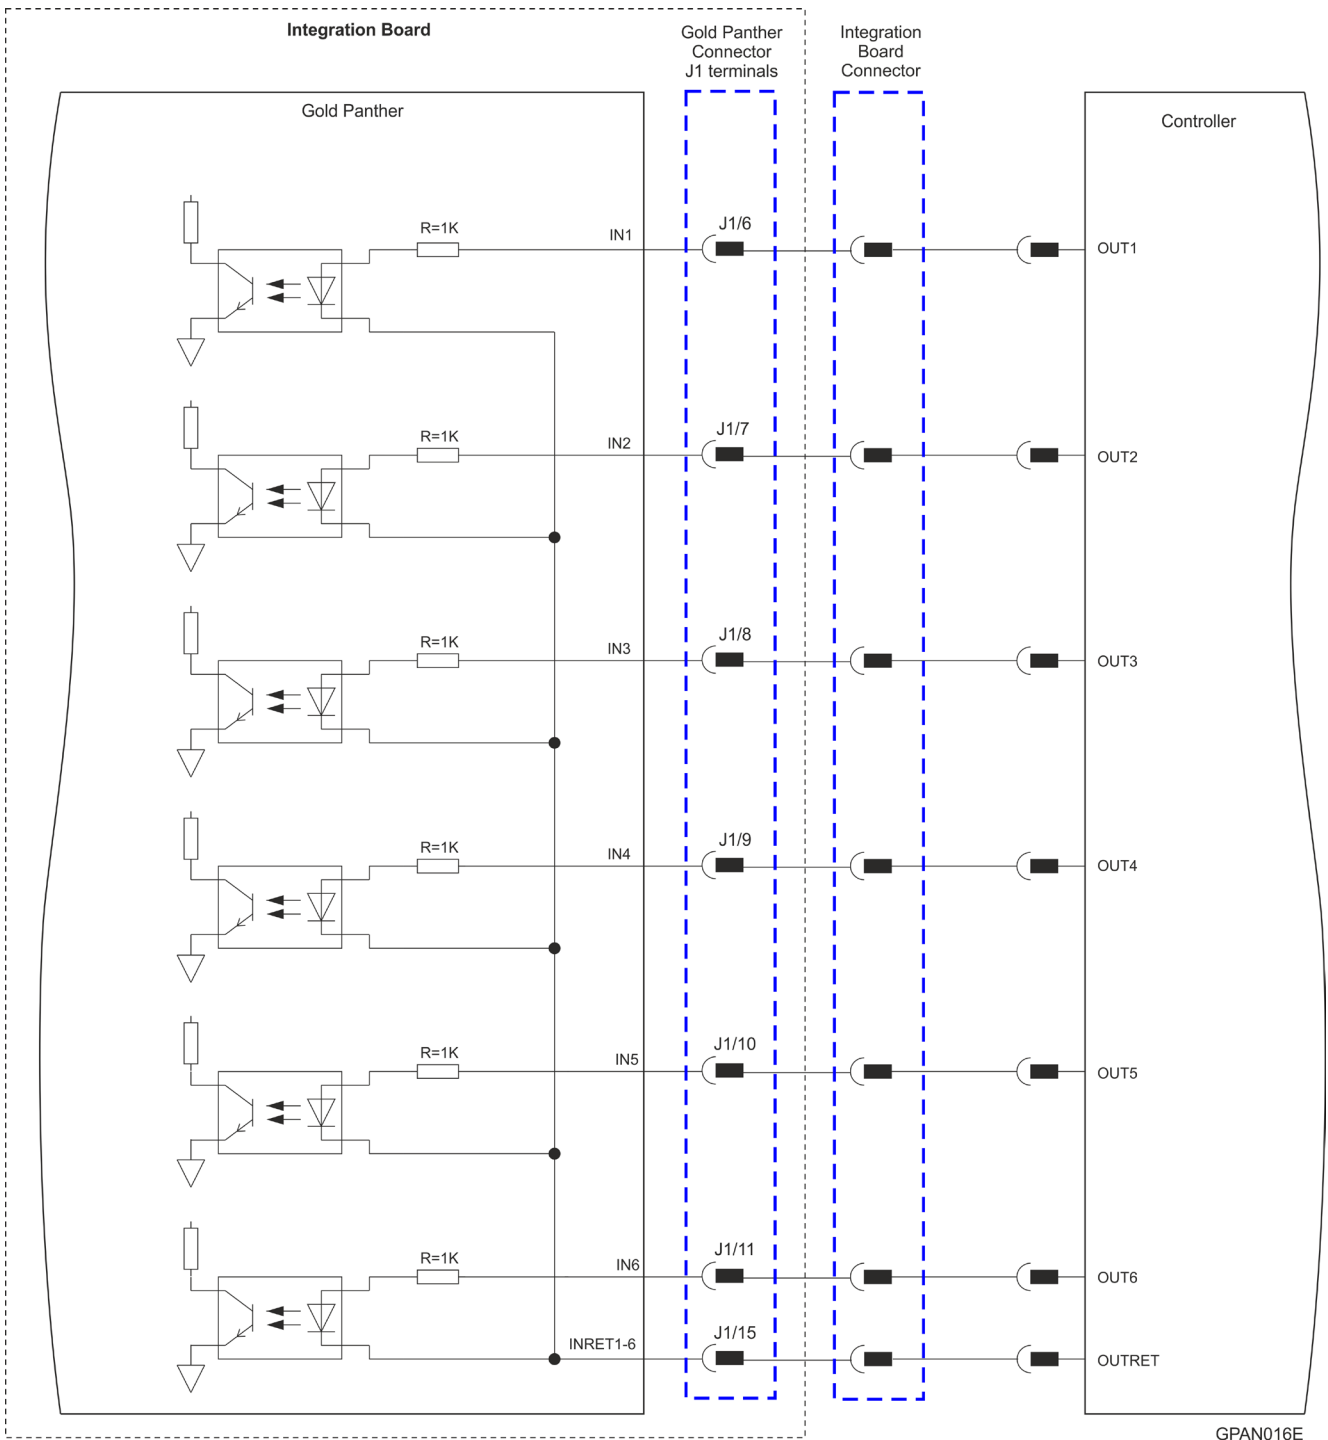 Integration Board
Gold Panther
Connector
J1 terminals
Integration
Board
Connector
Gold Panther
Controller
R=1K
IN1
J1/6
OUT1
R=1K
IN2
J1/7
OUT2
R=1K
IN3
J1/8
OUT3
R=1K
IN4
J1/9
OUT4
R=1K
IN5
J1/10
OUT5
R=1K
IN6
J1/11
OUT6
INRET1-6
J1/15
OUTRET
GPAN016E